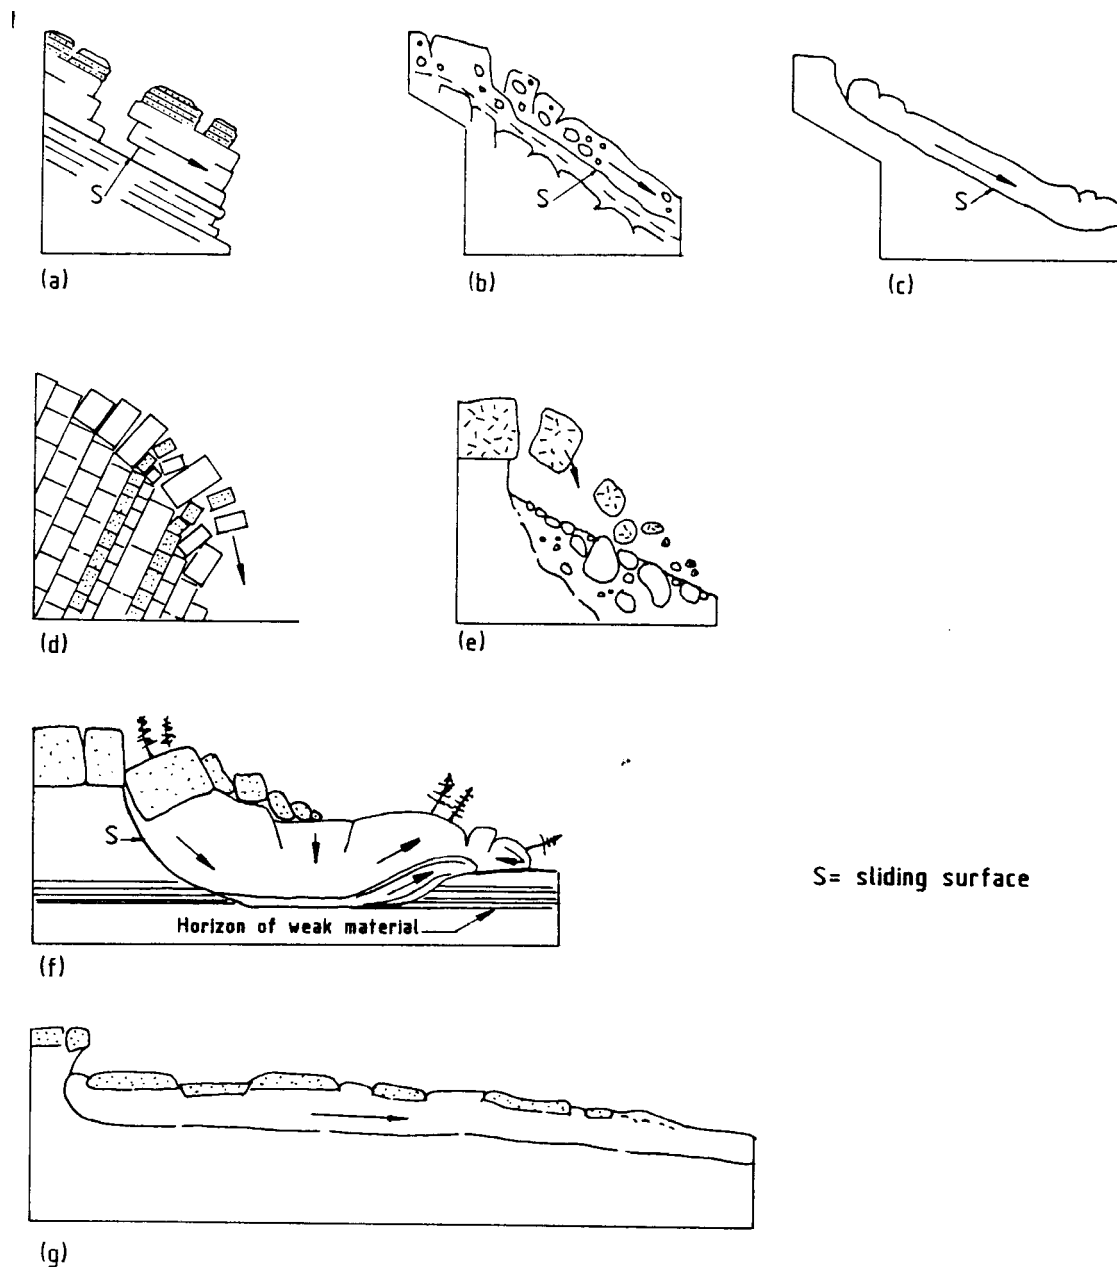 S
(a)
S
(b)
S
(c)
(d)
(e)
S
Horizon of weak material
(f)
S= sliding surface
(g)